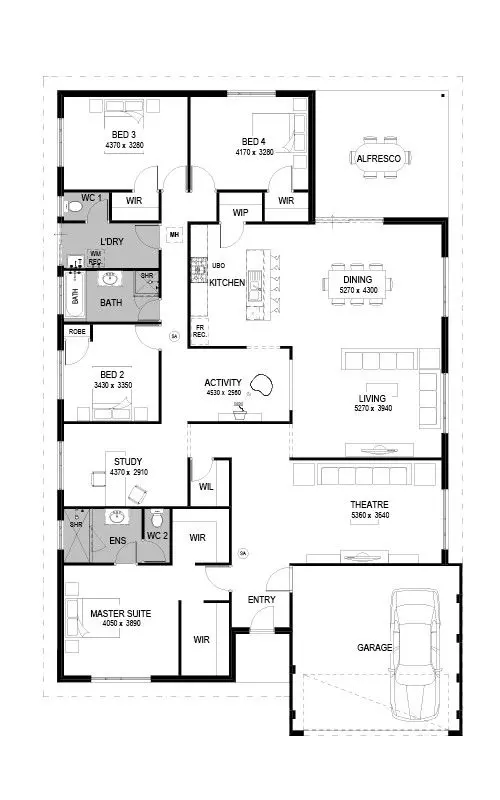 BED 3
4370 x 3280
BED 4
4170 x 3280
ALFRESCO
WC 1
WIR
WIP
WIR
L'DRY
MH
WM
REC.
UBO
KITCHEN
DINING
5270 x 4300
SHR
BATH
BATH
FR
REC.
ROBE
SA
BED 2
3430 x 3350
ACTIVITY
4530 x 2560
LIVING
5270 x 3940
STUDY
4370 x 2910
WIL
THEATRE
5360 x 3640
SHR
ENS
WC 2
WIR
SA
MASTER SUITE
4050 x 3890
WIR
ENTRY
GARAGE